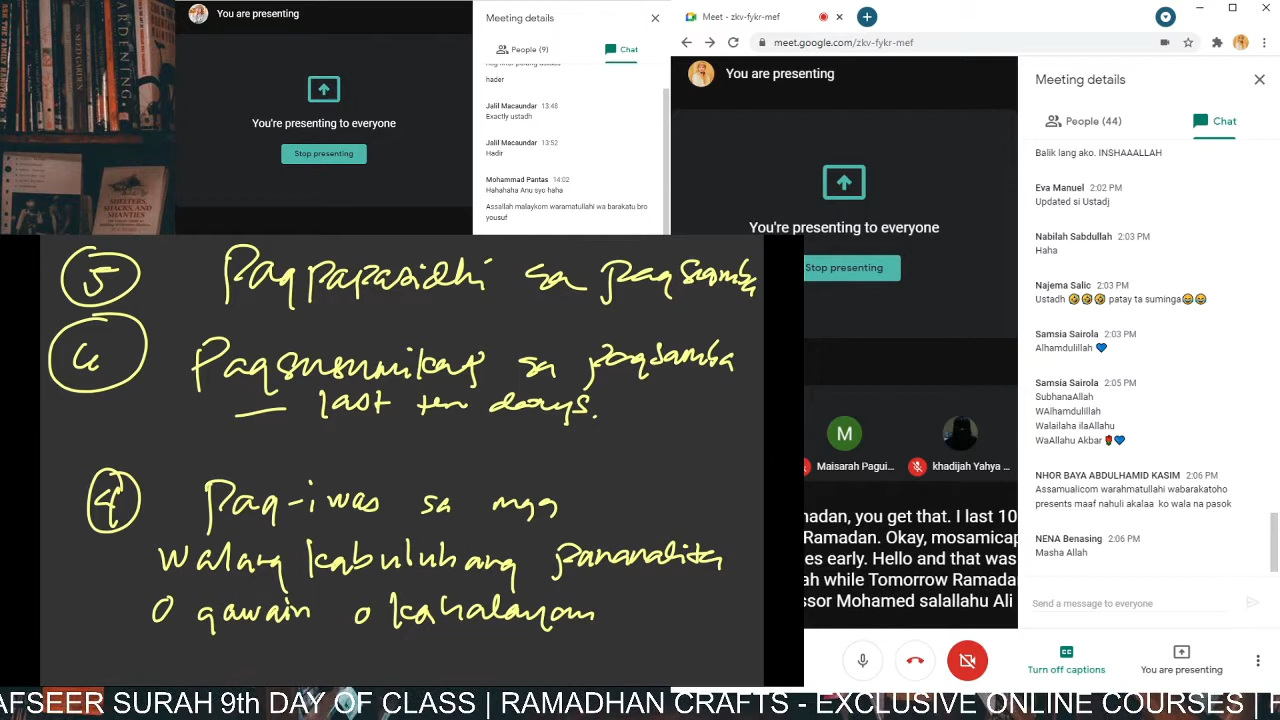 You are presenting
You're presenting to everyone
Stop presenting
Meeting details
People (9)
Chat
hader
Jalil Macaundar 13:48
Exactly ustadh
Jalil Macaundar 13:52
Hadir
Mohammad Pantas 14:02
Hahahaha Anu syo haha
Assallah malaykom waramatullahi wa barakatu bro
yousuf
GARDENING
SHELTERS,
SHACKS, AND
SHANTIES
Meet - zkv-fykr-mef
meet.google.com/zkv-fykr-mef
You are presenting
You're presenting to everyone
Stop presenting
Meeting details
People (44)
Chat
Balik lang ako. INSHAAALLAH
Eva Manuel 2:02 PM
Updated si Ustadj
Nabilah Sabdullah 2:03 PM
Haha
Najema Salic 2:03 PM
Ustadh 🤣🤣🤣 patay ta suminga😂😂
Samsia Sairola 2:03 PM
Alhamdulillah 💙
Samsia Sairola 2:05 PM
SubhanaAllah
WAlhamdulillah
Walailaha ilaAllahu
WaAllahu Akbar 🌹💙
NHOR BAYA ABDULHAMID KASIM 2:06 PM
Assamualicom warahmatullahi wabarakatoho
presents maaf nahuli akalaa ko wala na pasok
NENA Benasing 2:06 PM
Masha Allah
Send a message to everyone
M
Maisarah Pagui...
khadijah Yahya ...
adan, you get that. I last 10
Ramadan. Okay, mosamicap
es early. Hello and that was
ah while Tomorrow Ramadan
ssor Mohamed salallahu Ali
Turn off captions
You are presenting
5 Pagpapasidhi sa pagsamba
Pagsusumikap sa pagsamba
last ten days.
Pag-iwas sa mga
walang kabuluhang pananalita
o gawain o kahalayan
AFSEER SURAH 9th DAY OF CLASS | RAMADHAN CRAFTS - EXCLUSIVE ONLINE COURSES | F